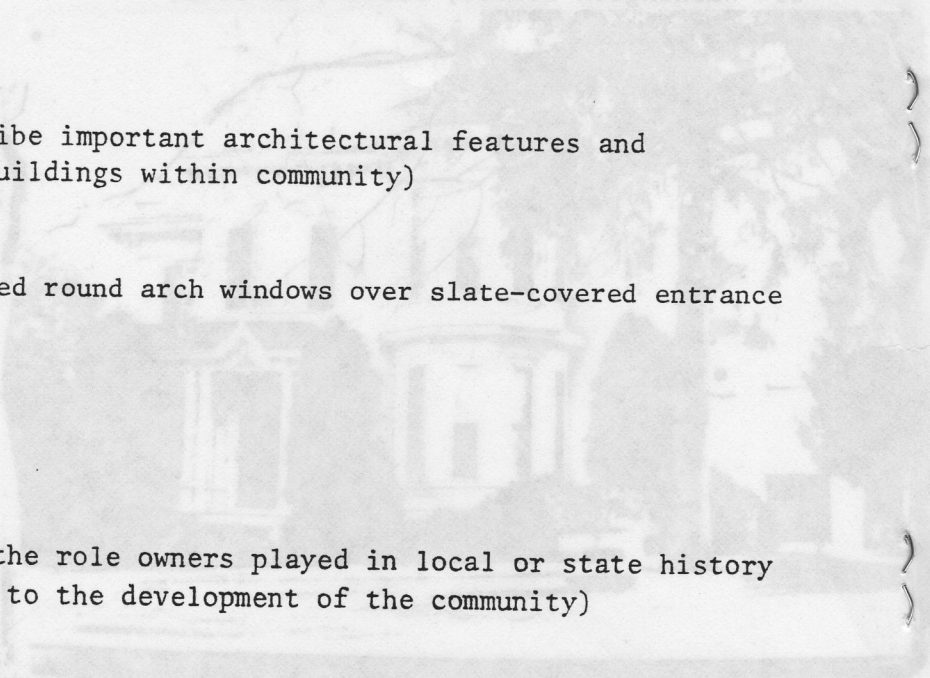 ibe important architectural features and
uildings within community)
ed round arch windows over slate-covered entrance
the role owners played in local or state history
to the development of the community)